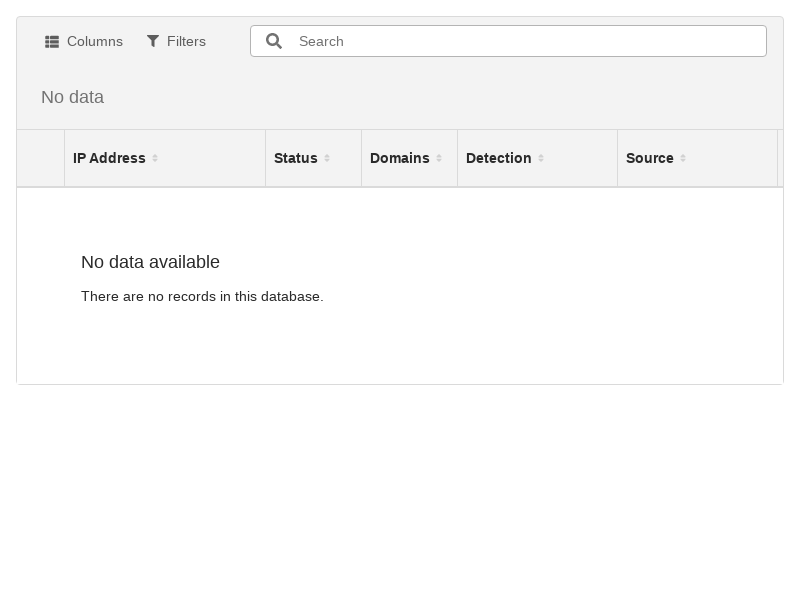 Columns Filters Search
No data
IP Address Status Domains Detection Source
No data available
There are no records in this database.